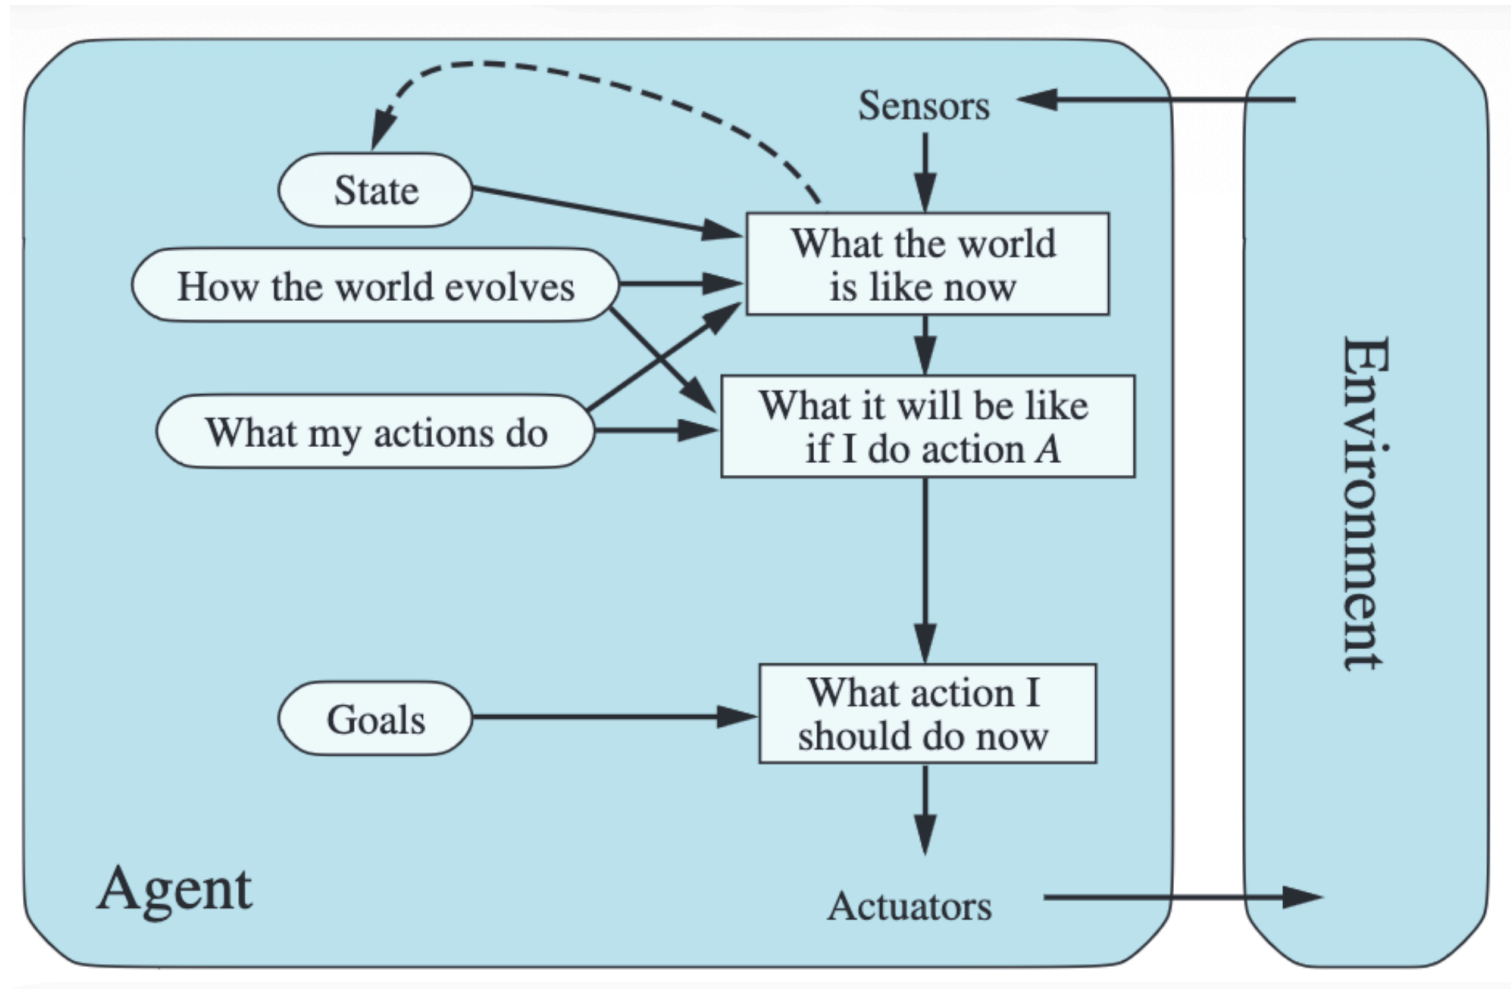 Sensors
State
What the world
is like now
How the world evolves
What it will be like
if I do action A
What my actions do
What action I
should do now
Goals
Agent
Actuators
Environment